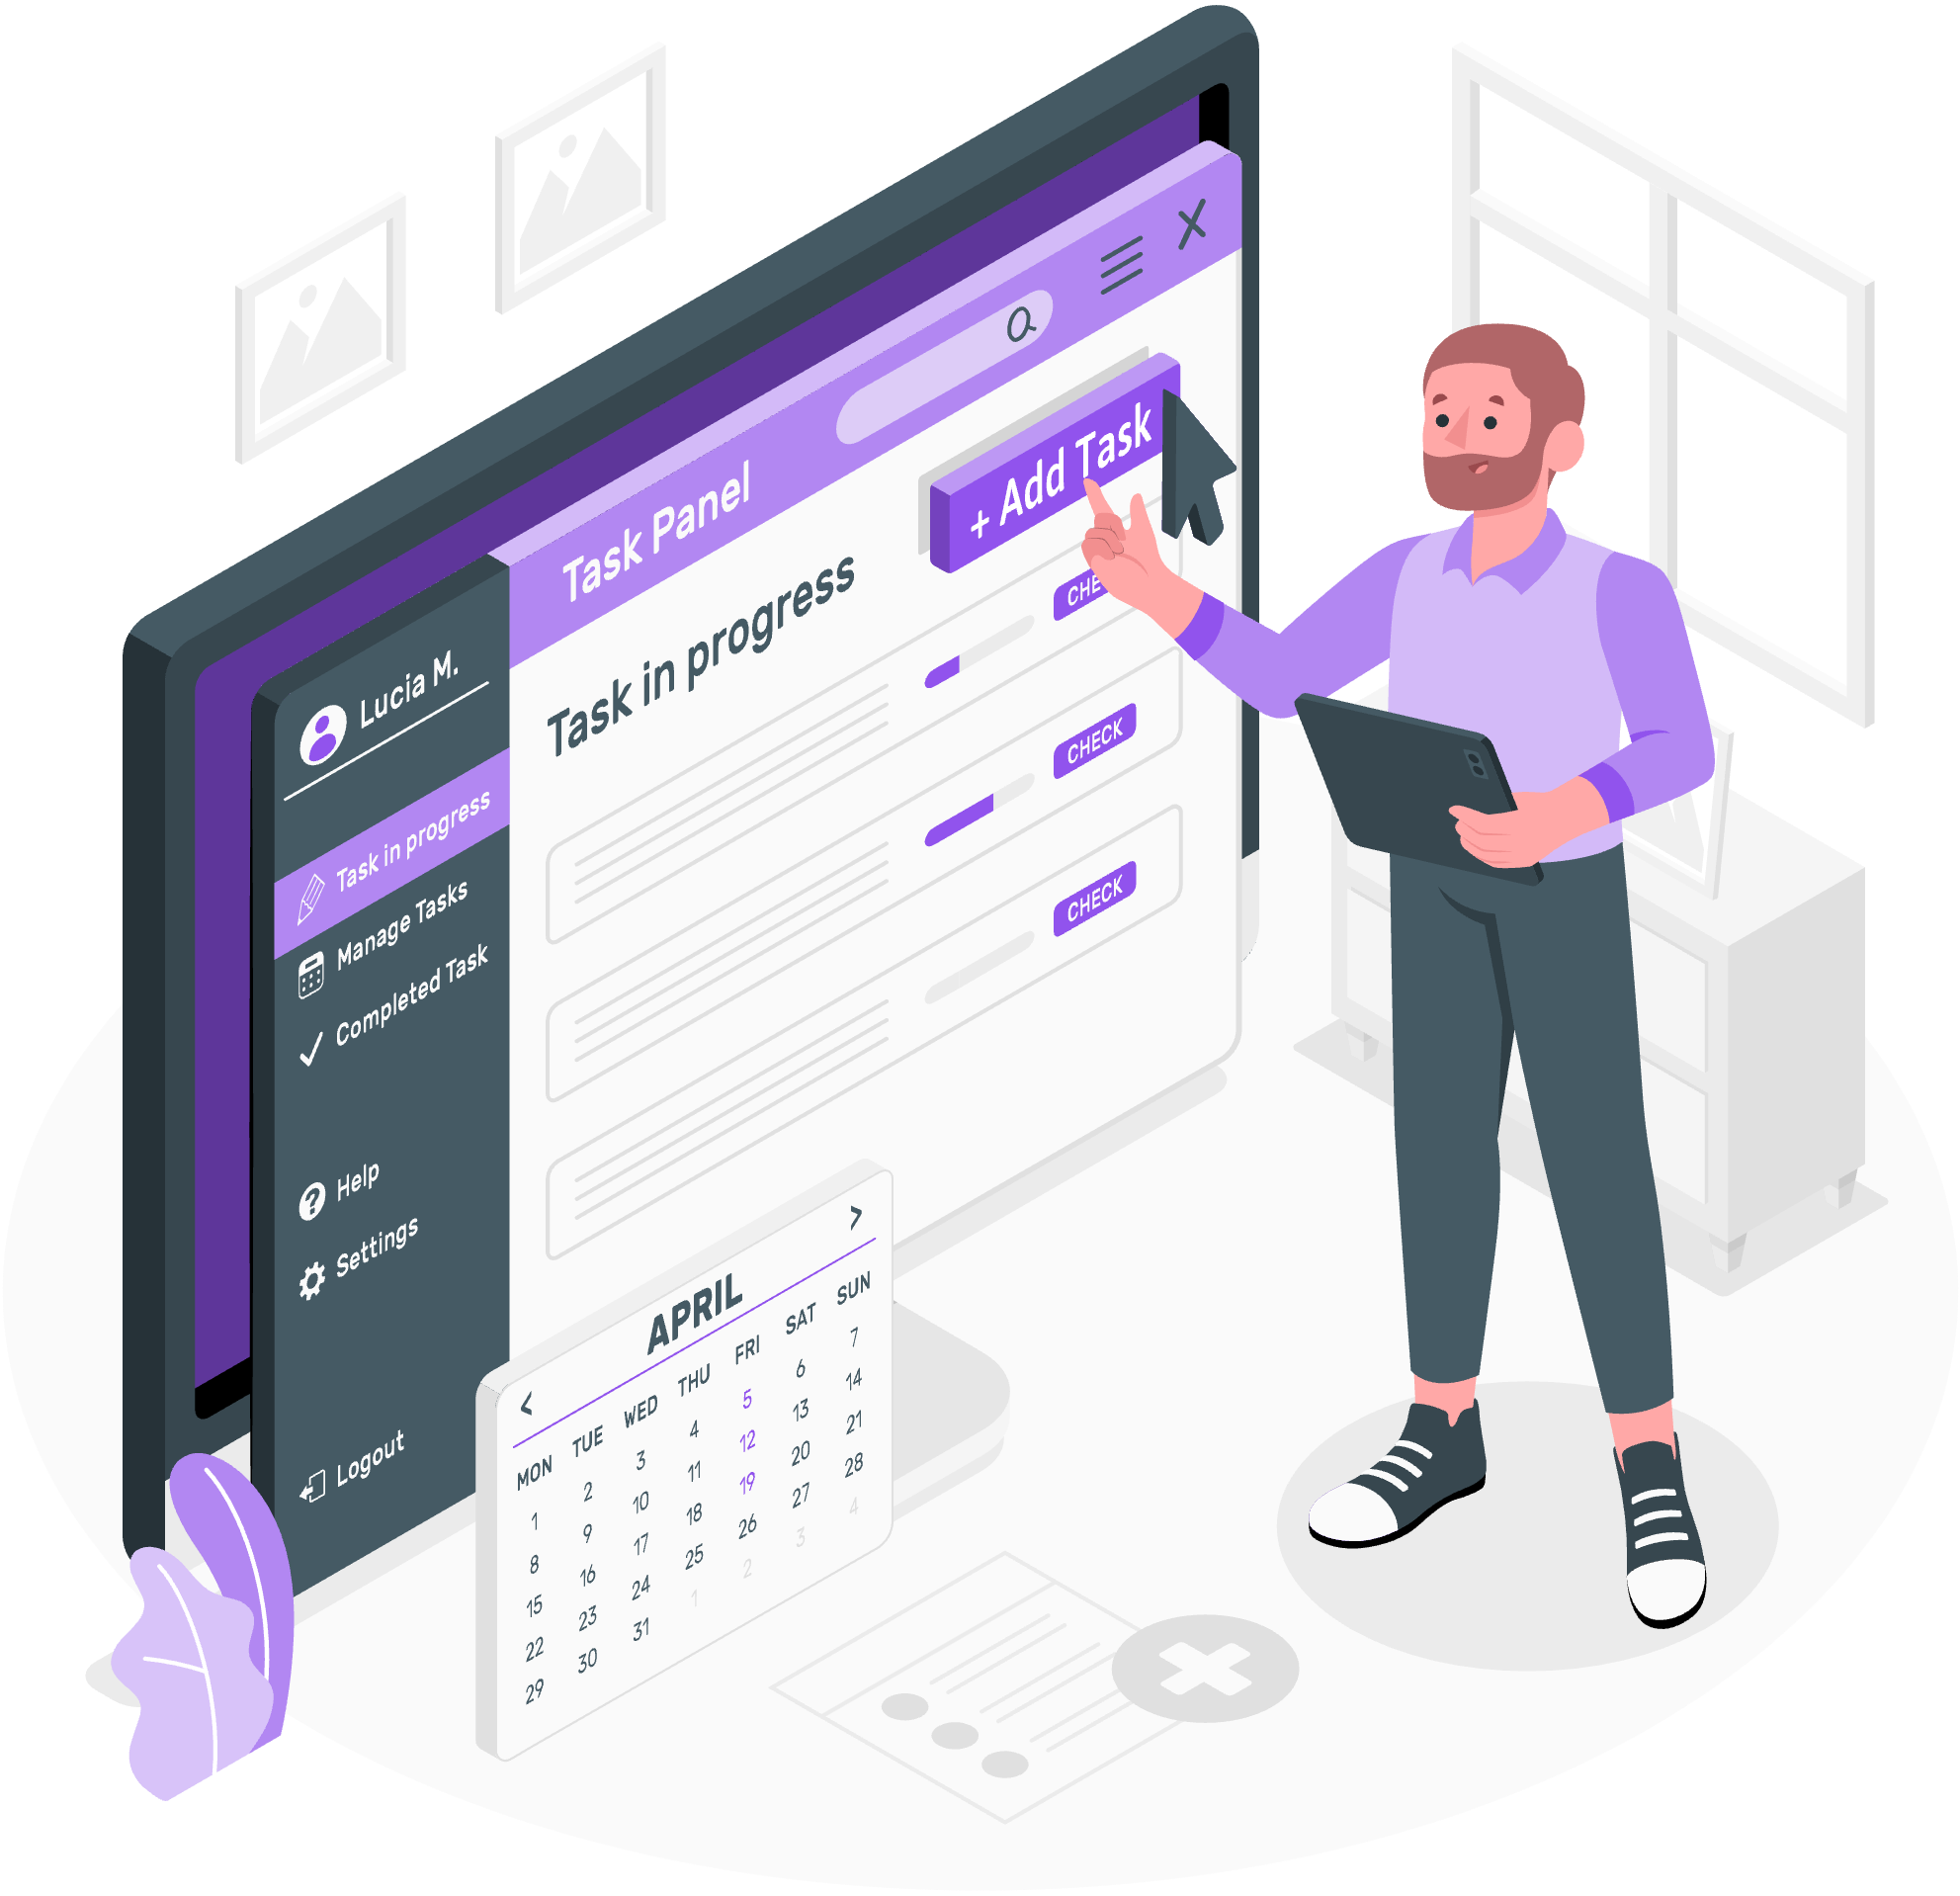 Task Panel
+ Add Task
Lucia M.
Task in progress
Manage Tasks
Completed Task
Help
Settings
Logout
Task in progress
CHE
CHECK
CHECK
< APRIL >
MON TUE WED THU FRI SAT SUN
1 2 3 4 5 6 7
8 9 10 11 12 13 14
15 16 17 18 19 20 21
22 23 24 25 26 27 28
29 30 31 1 2 3 4